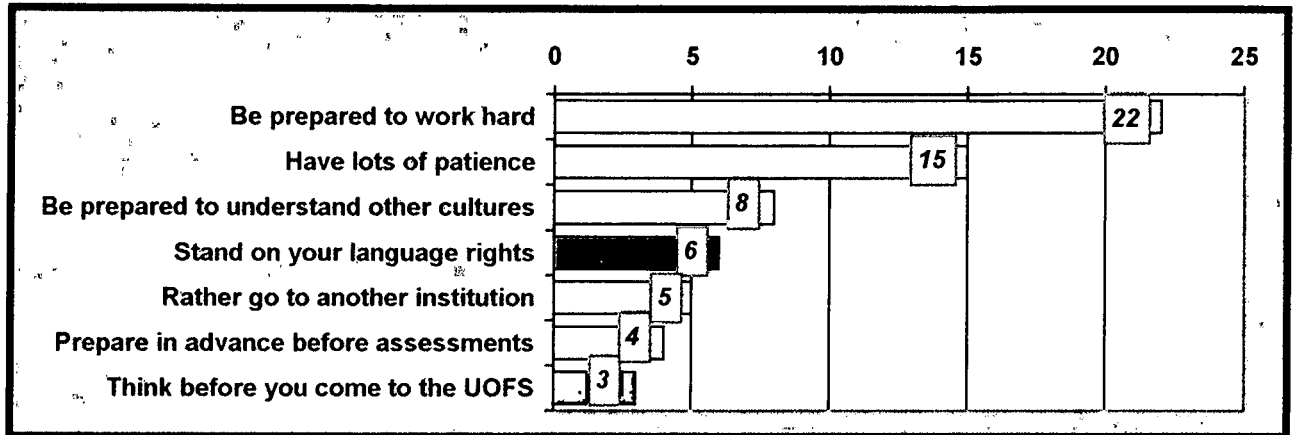 0 5 10 15 20 25
Be prepared to work hard 22
Have lots of patience 15
Be prepared to understand other cultures 8
Stand on your language rights 6
Rather go to another institution 5
Prepare in advance before assessments 4
Think before you come to the UOFS 3